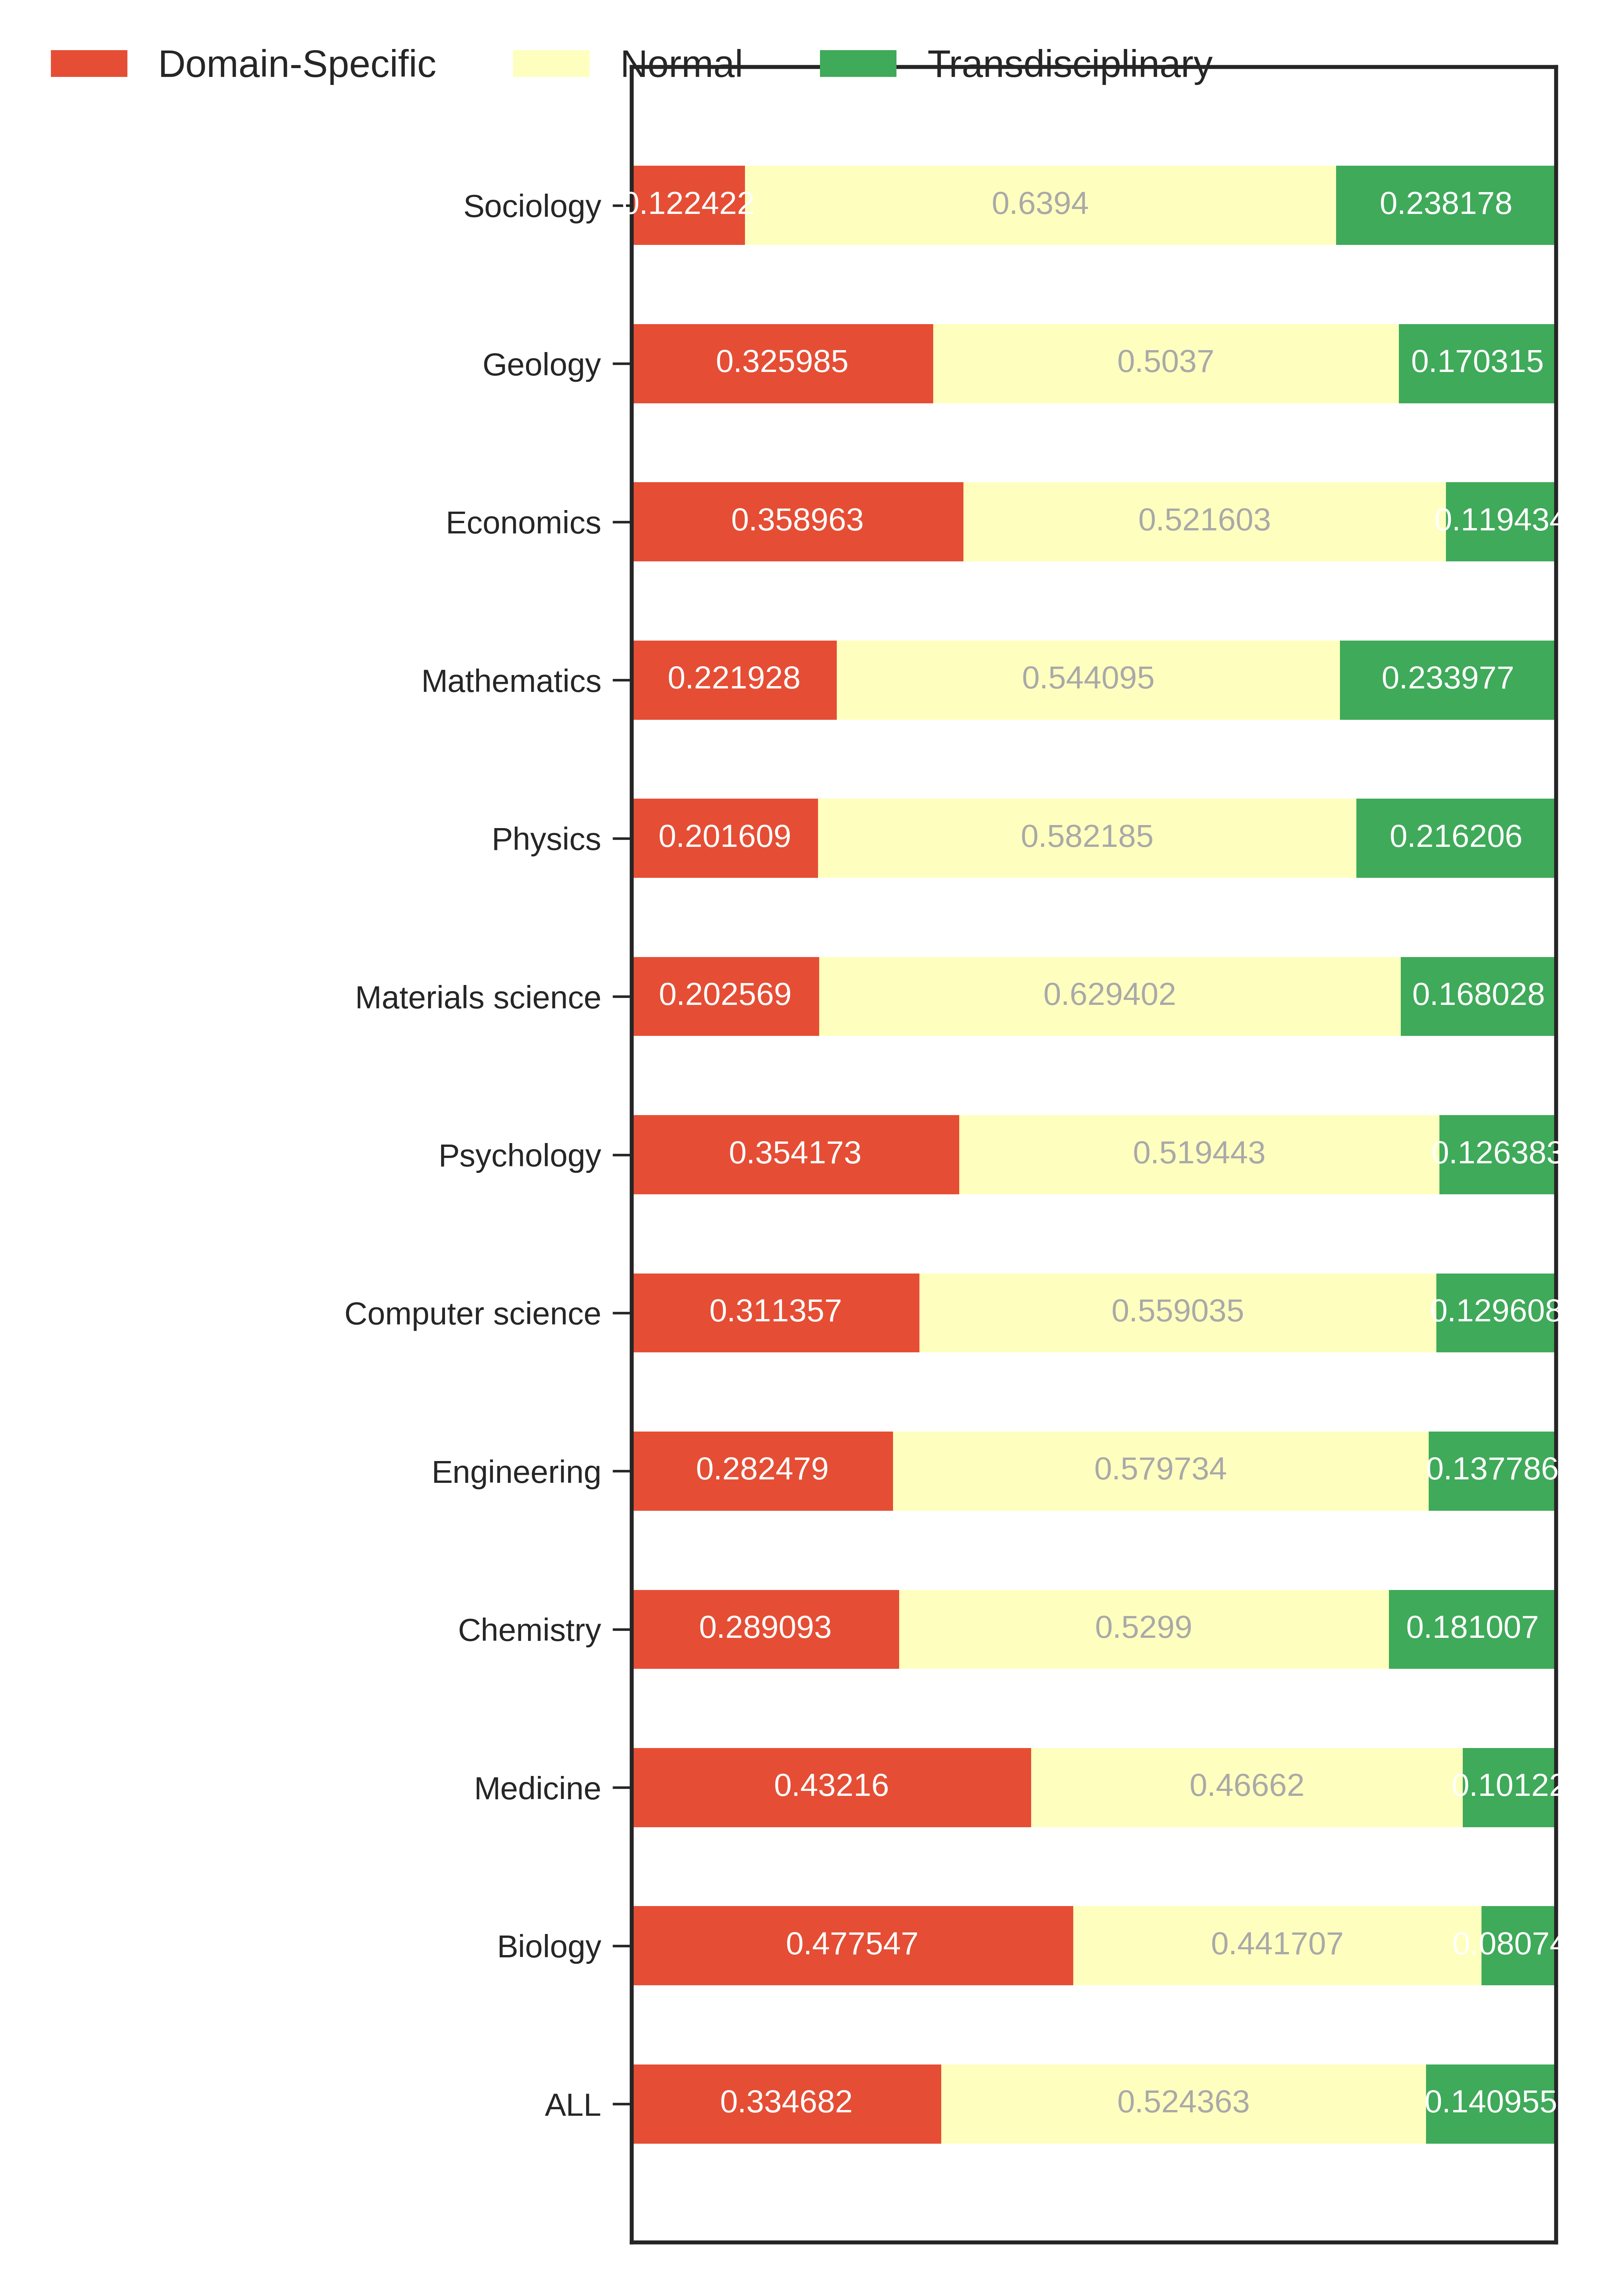 Domain-Specific Normal Transdisciplinary
Sociology 0.122422 0.6394 0.238178
Geology 0.325985 0.5037 0.170315
Economics 0.358963 0.521603 0.119434
Mathematics 0.221928 0.544095 0.233977
Physics 0.201609 0.582185 0.216206
Materials science 0.202569 0.629402 0.168028
Psychology 0.354173 0.519443 0.126383
Computer science 0.311357 0.559035 0.129608
Engineering 0.282479 0.579734 0.137786
Chemistry 0.289093 0.5299 0.181007
Medicine 0.43216 0.46662 0.10122
Biology 0.477547 0.441707 0.08074
ALL 0.334682 0.524363 0.140955